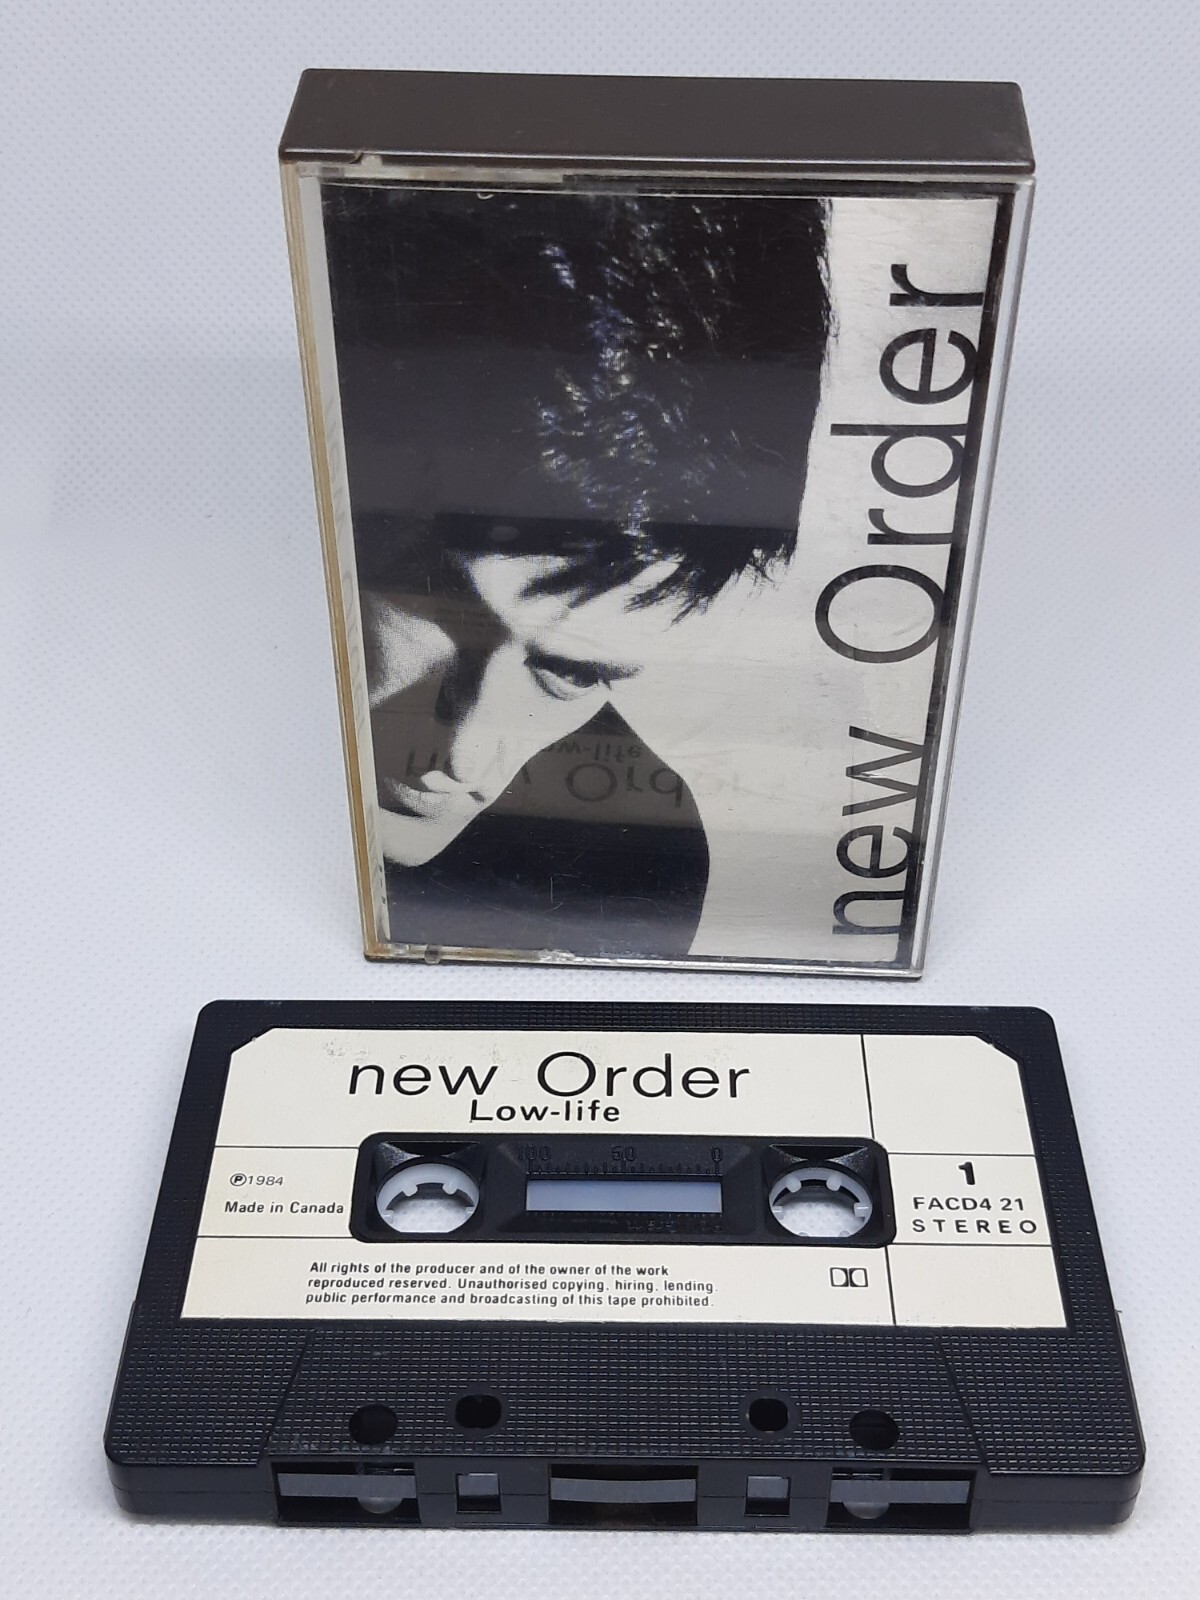 new Order
new Order
Low-life
℗1984
Made in Canada
100 50 0
1
FACD4 21
STEREO
All rights of the producer and of the owner of the work
reproduced reserved. Unauthorised copying, hiring, lending,
public performance and broadcasting of this tape prohibited.